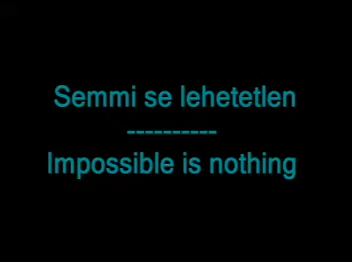 Semmi se lehetetlen
----------
Impossible is nothing